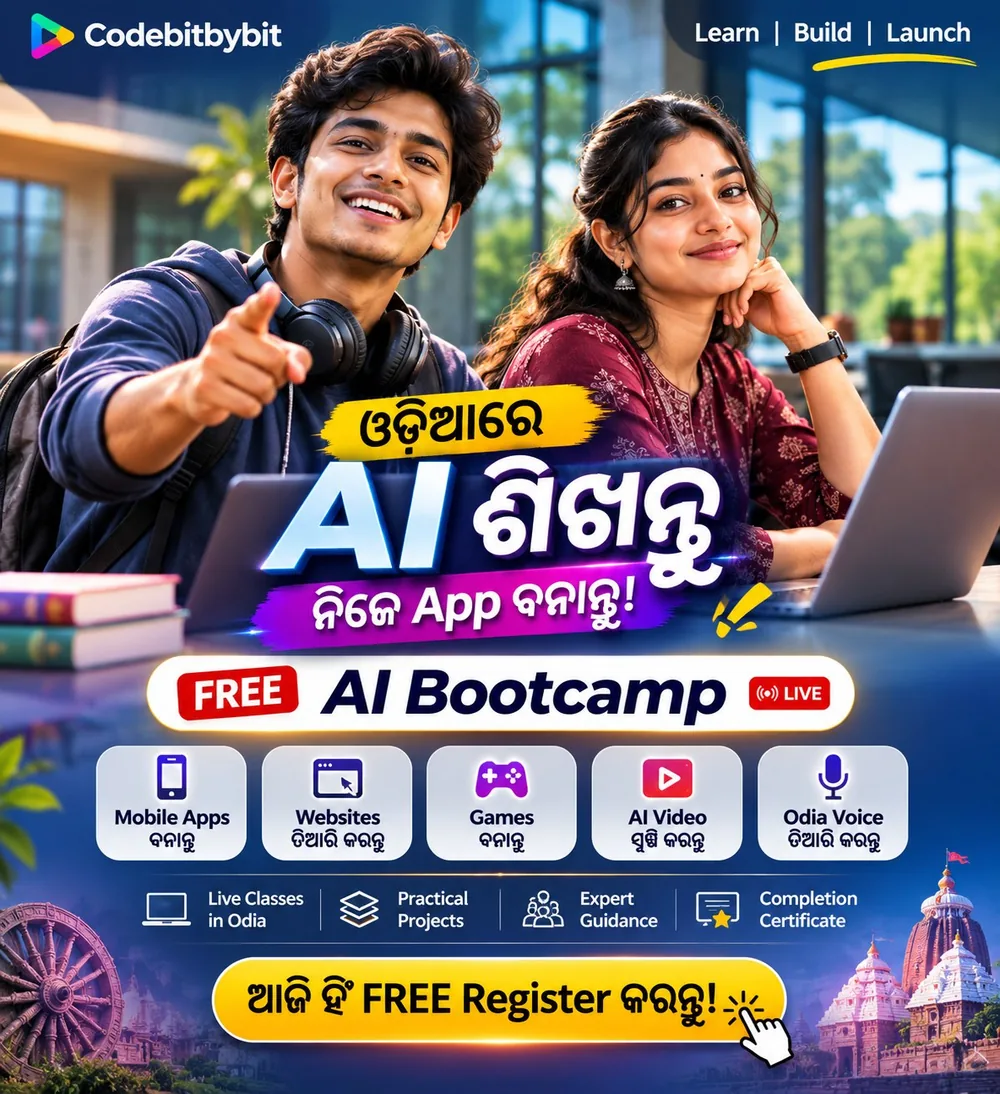 Codebitbybit
Learn | Build | Launch
ଓଡ଼ିଆରେ
AI ଶିଖନ୍ତୁ
ନିଜେ App ବନାନ୍ତୁ!
FREE AI Bootcamp LIVE
Mobile Apps
ବନାନ୍ତୁ
Websites
ତିଆରି କରନ୍ତୁ
Games
ବନାନ୍ତୁ
AI Video
ସୃଷ୍ଟି କରନ୍ତୁ
Odia Voice
ତିଆରି କରନ୍ତୁ
Live Classes
in Odia
Practical
Projects
Expert
Guidance
Completion
Certificate
ଆଜି ହିଁ FREE Register କରନ୍ତୁ!